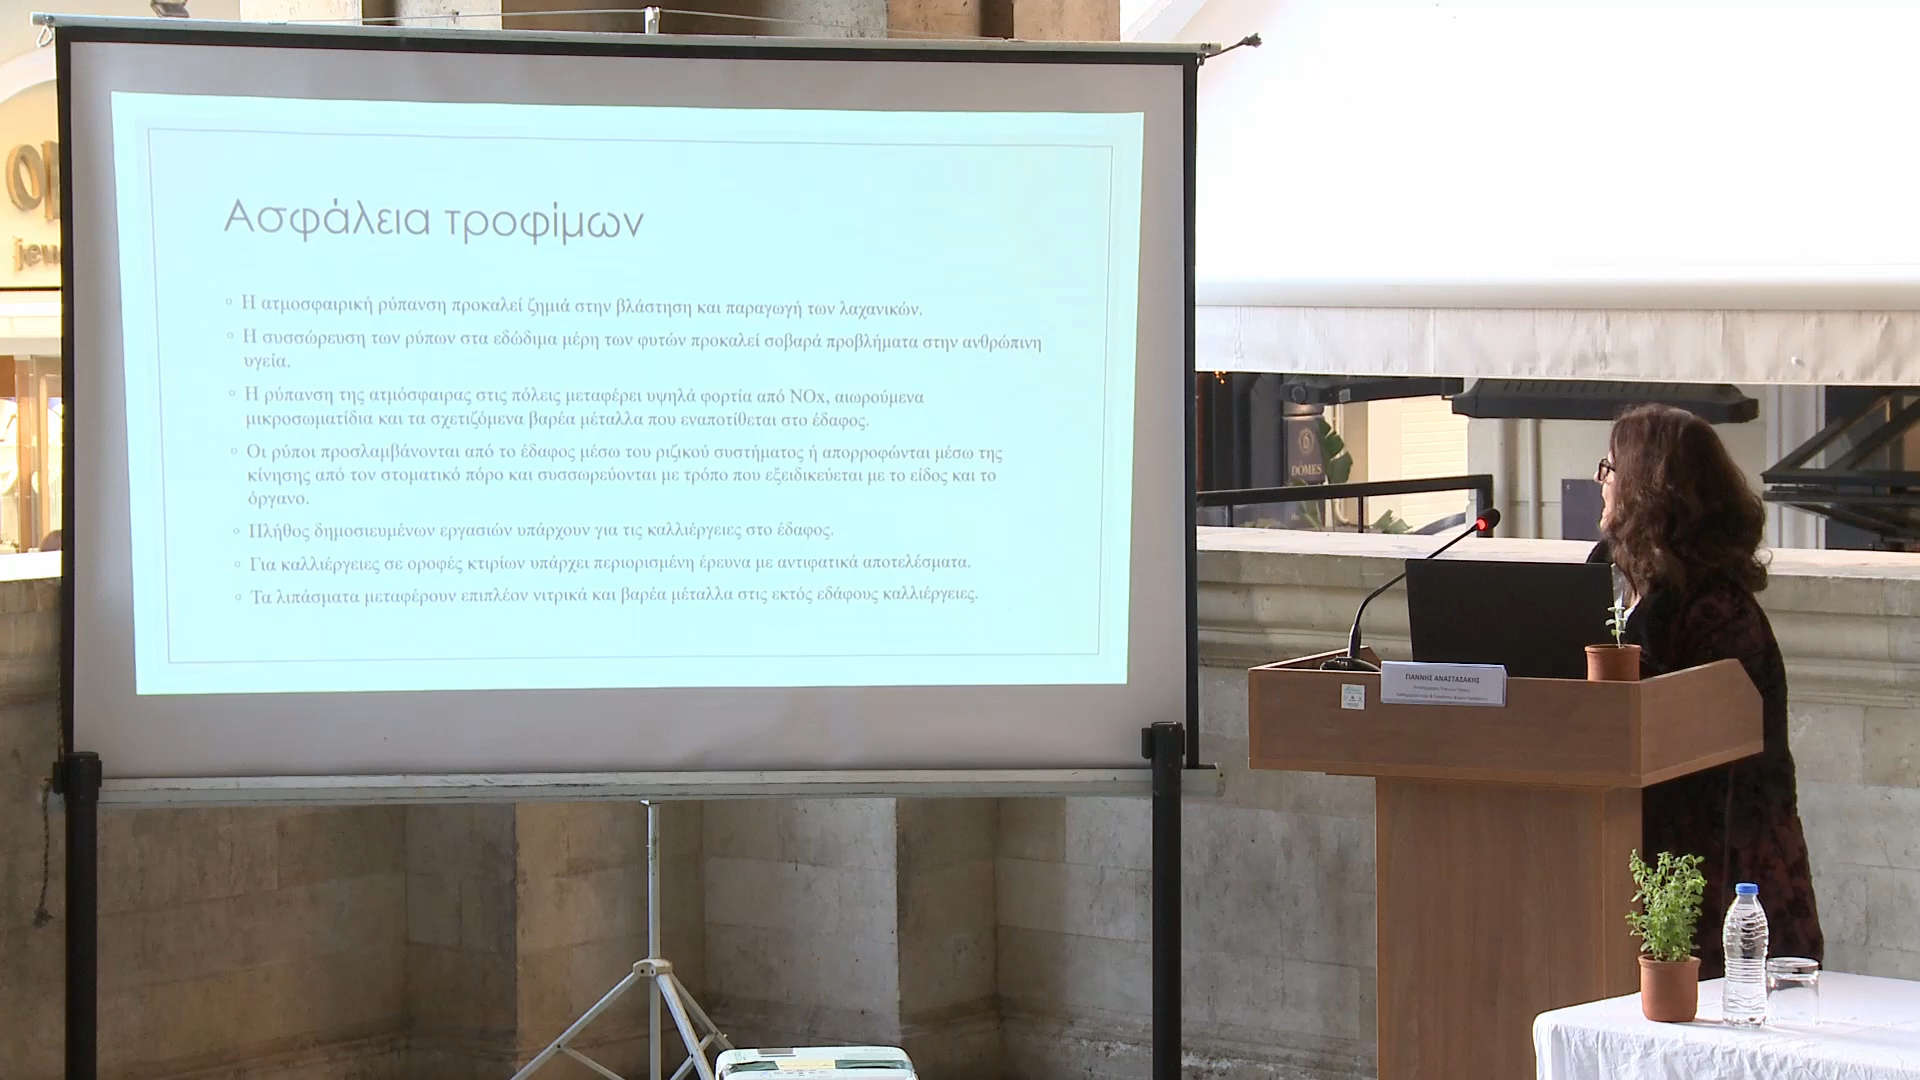 Ασφάλεια τροφίμων
Η ατμοσφαιρική ρύπανση προκαλεί ζημιά στην βλάστηση και παραγωγή των λαχανικών.
Η συσσώρευση των ρύπων στα εδώδιμα μέρη των φυτών προκαλεί σοβαρά προβλήματα στην ανθρώπινη
υγεία.
Η ρύπανση της ατμόσφαιρας στις πόλεις μεταφέρει υψηλά φορτία από NOx, αιωρούμενα
μικροσωματίδια και τα σχετιζόμενα βαρέα μέταλλα που εναποτίθεται στο έδαφος.
Οι ρύποι προσλαμβάνονται από το έδαφος μέσω του ριζικού συστήματος ή απορροφώνται μέσω της
κίνησης από τον στοματικό πόρο και συσσωρεύονται με τρόπο που εξειδικεύεται με το είδος και το
όργανο.
Πλήθος δημοσιευμένων εργασιών υπάρχουν για τις καλλιέργειες στο έδαφος.
Για καλλιέργειες σε οροφές κτιρίων υπάρχει περιορισμένη έρευνα με αντιφατικά αποτελέσματα.
Τα λιπάσματα μεταφέρουν επιπλέον νιτρικά και βαρέα μέταλλα στις εκτός εδάφους καλλιέργειες.
DOMES
ΓΙΑΝΝΗΣ ΑΝΑΣΤΑΣΑΚΗΣ